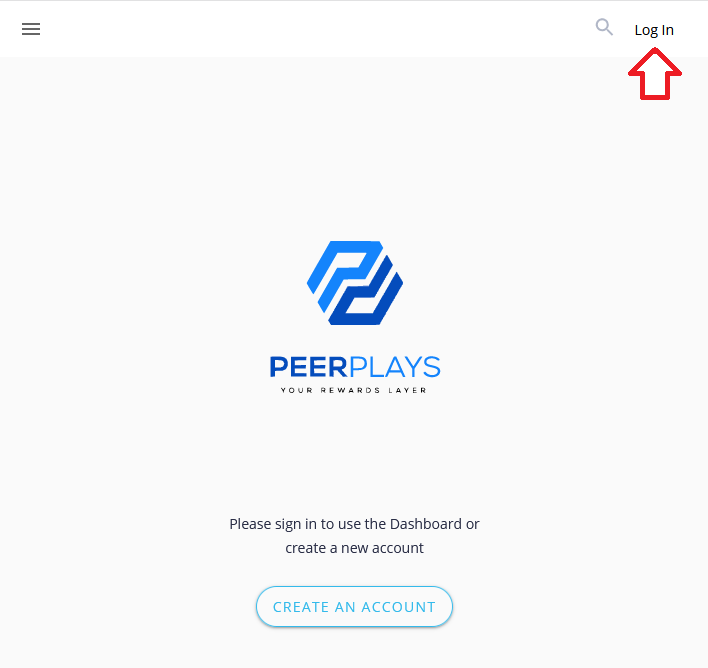 Log In
PEERPLAYS
YOUR REWARDS LAYER
Please sign in to use the Dashboard or
create a new account
CREATE AN ACCOUNT